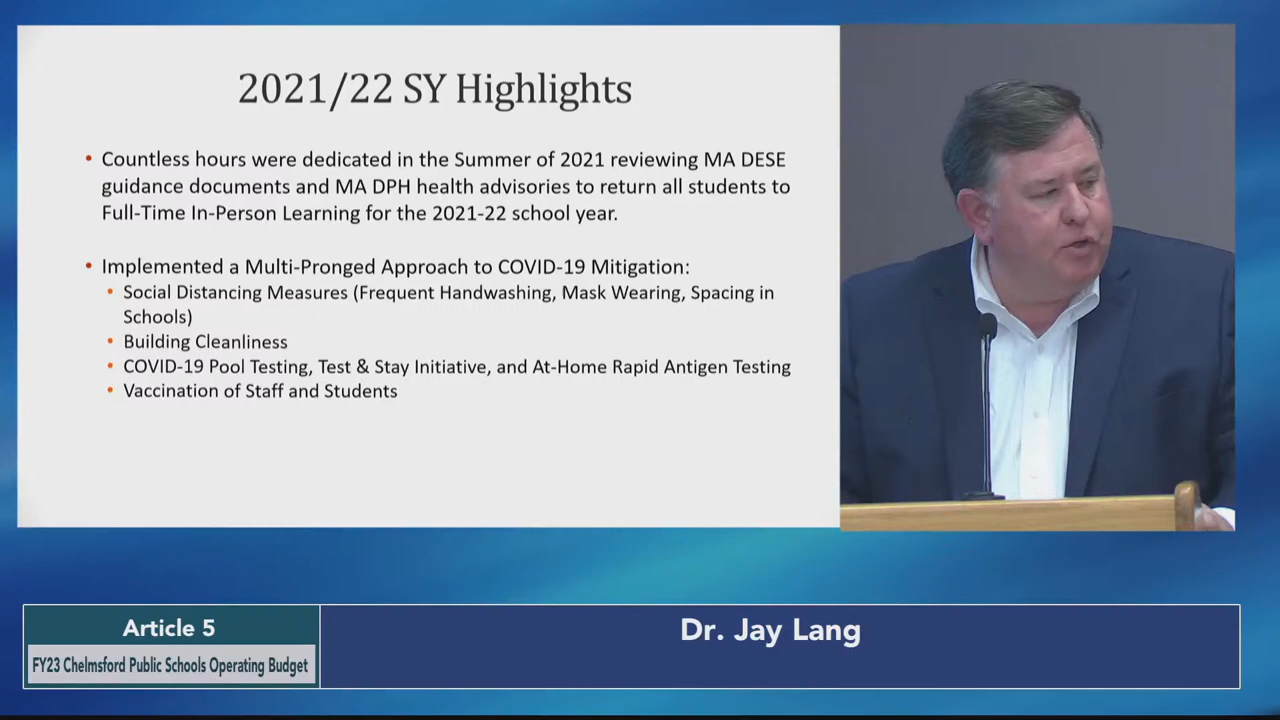 2021/22 SY Highlights
• Countless hours were dedicated in the Summer of 2021 reviewing MA DESE
guidance documents and MA DPH health advisories to return all students to
Full-Time In-Person Learning for the 2021-22 school year.
• Implemented a Multi-Pronged Approach to COVID-19 Mitigation:
• Social Distancing Measures (Frequent Handwashing, Mask Wearing, Spacing in
Schools)
• Building Cleanliness
• COVID-19 Pool Testing, Test & Stay Initiative, and At-Home Rapid Antigen Testing
• Vaccination of Staff and Students
Article 5
FY23 Chelmsford Public Schools Operating Budget
Dr. Jay Lang